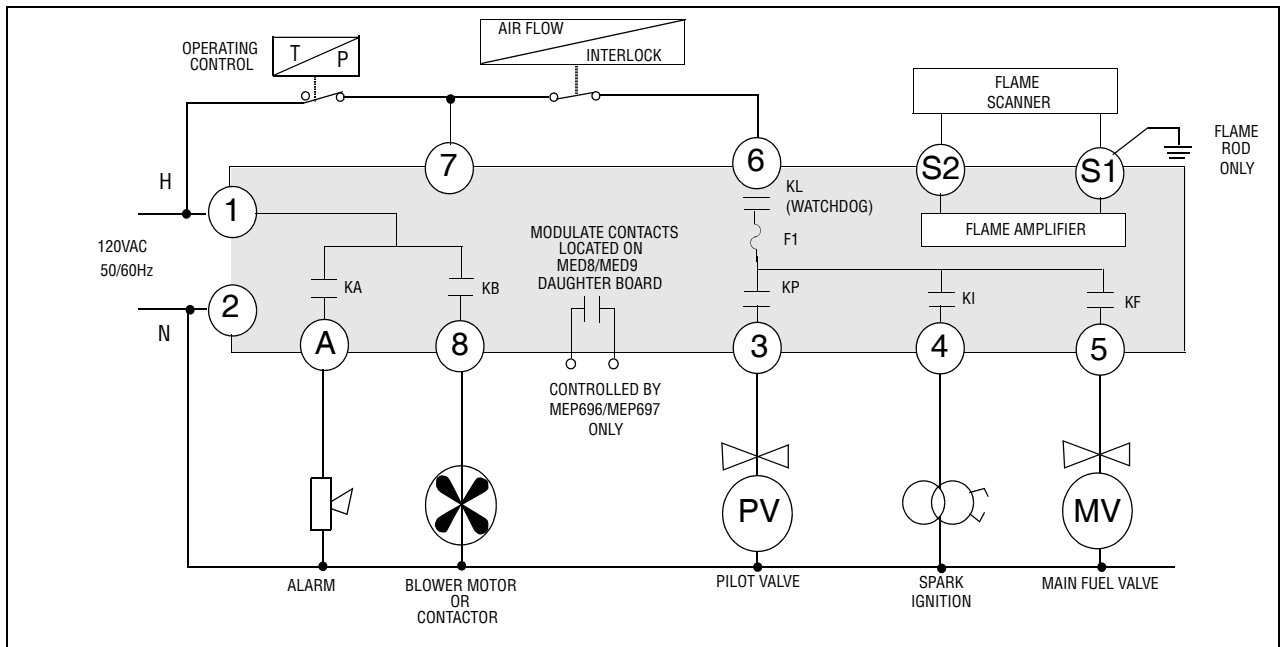 AIR FLOW
INTERLOCK
OPERATING
CONTROL
T
P
FLAME
SCANNER
FLAME
ROD
ONLY
7
6
S2
S1
H
1
KL
(WATCHDOG)
F1
FLAME AMPLIFIER
120VAC
50/60Hz
MODULATE CONTACTS
LOCATED ON
MED8/MED9
DAUGHTER BOARD
KA
KB
KP
KI
KF
2
N
A
8
3
4
5
CONTROLLED BY
MEP696/MEP697
ONLY
PV
MV
ALARM
BLOWER MOTOR
OR
CONTACTOR
PILOT VALVE
SPARK
IGNITION
MAIN FUEL VALVE